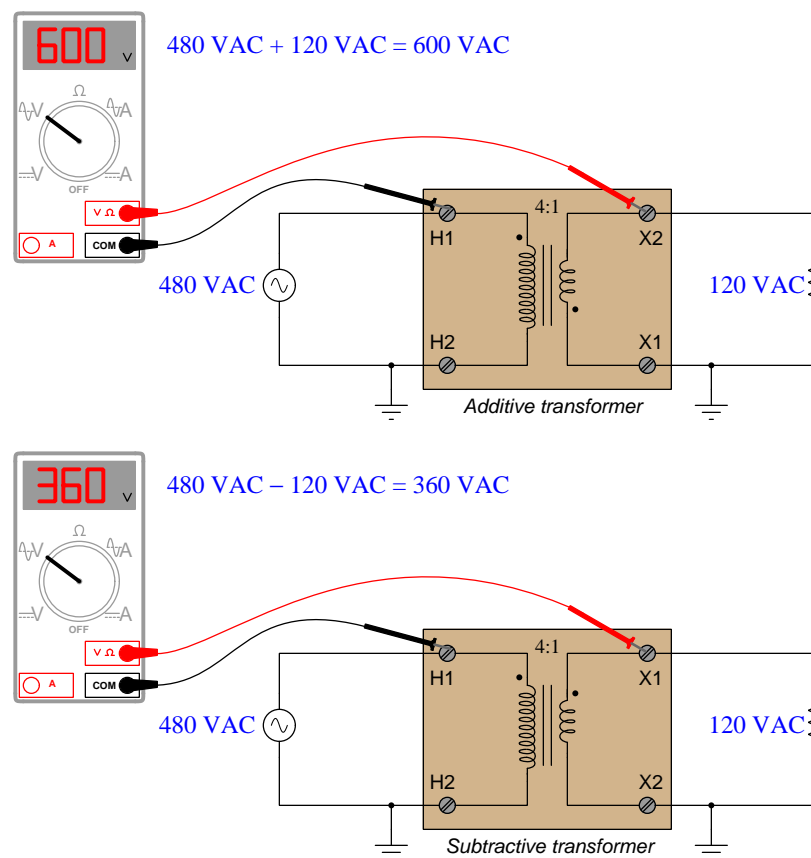 600 V
480 VAC + 120 VAC = 600 VAC
Ω
V A
V A
OFF
V Ω
A COM
4:1
H1 X2
480 VAC 120 VAC
H2 X1
Additive transformer
360 V
480 VAC − 120 VAC = 360 VAC
Ω
V A
V A
OFF
V Ω
A COM
4:1
H1 X1
480 VAC 120 VAC
H2 X2
Subtractive transformer